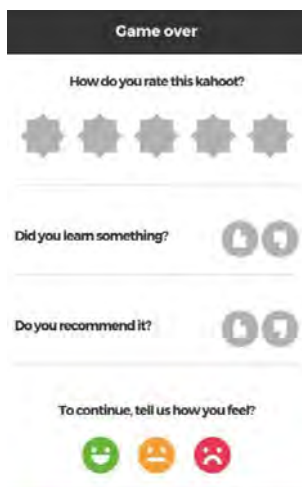 Game over
How do you rate this kahoot?
Did you learn something?
Do you recommend it?
To continue, tell us how you feel?